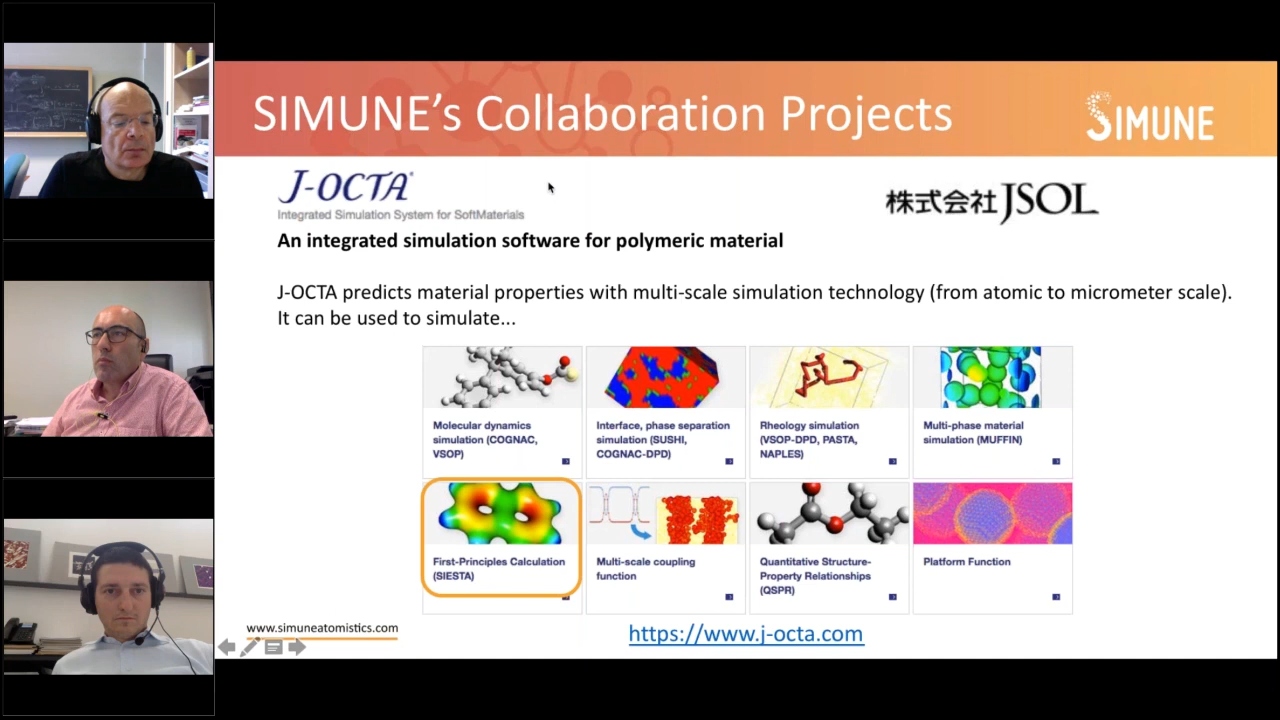 SIMUNE's Collaboration Projects
SIMUNE
J-OCTA®
Integrated Simulation System for SoftMaterials
株式会社JSOL
An integrated simulation software for polymeric material
J-OCTA predicts material properties with multi-scale simulation technology (from atomic to micrometer scale).
It can be used to simulate...
Molecular dynamics
simulation (COGNAC,
VSOP)
Interface, phase separation
simulation (SUSHI,
COGNAC-DPD)
Rheology simulation
(VSOP-DPD, PASTA,
NAPLES)
Multi-phase material
simulation (MUFFIN)
First-Principles Calculation
(SIESTA)
Multi-scale coupling
function
Quantitative Structure-
Property Relationships
(QSPR)
Platform Function
www.simuneatomistics.com
https://www.j-octa.com